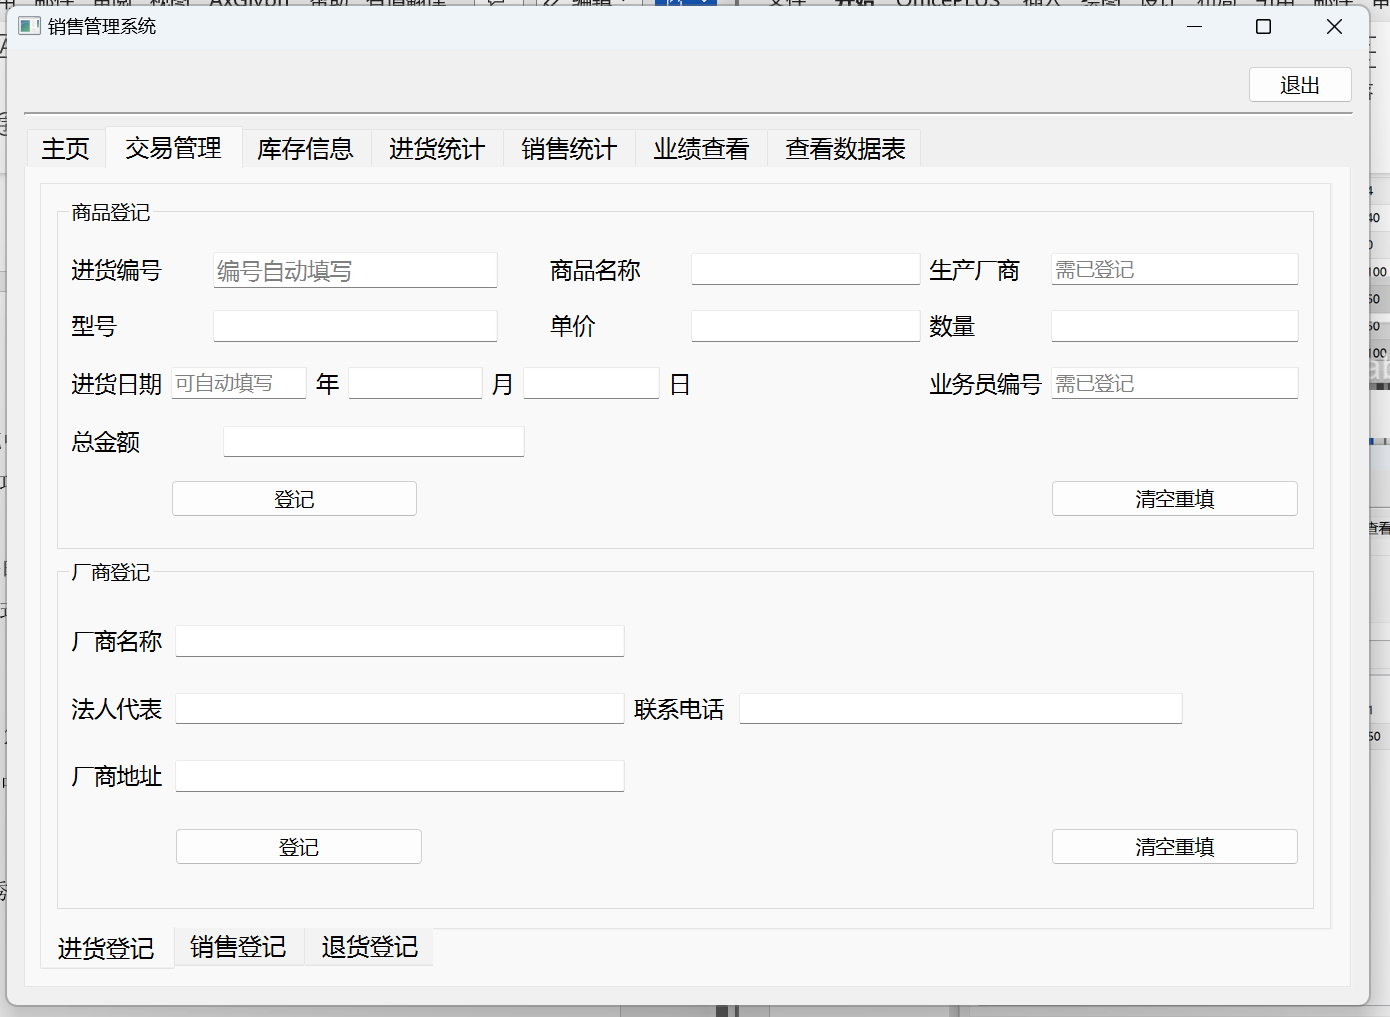 销售管理系统
退出
主页 交易管理 库存信息 进货统计 销售统计 业绩查看 查看数据表
商品登记
进货编号 编号自动填写 商品名称 生产厂商 需已登记
型号 单价 数量
进货日期 可自动填写 年 月 日 业务员编号 需已登记
总金额
登记 清空重填
厂商登记
厂商名称
法人代表 联系电话
厂商地址
登记 清空重填
进货登记 销售登记 退货登记